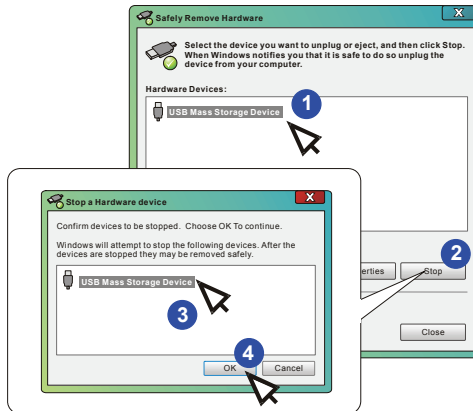 Safely Remove Hardware
X
Select the device you want to unplug or eject, and then click Stop.
When Windows notifies you that it is safe to do so unplug the
device from your computer.
Hardware Devices:
USB Mass Storage Device
1
2
erties
Stop
Close
Stop a Hardware device
X
Confirm devices to be stopped. Choose OK To continue.
Windows will attempt to stop the following devices. After the
devices are stopped they may be removed safely.
USB Mass Storage Device
3
4
OK
Cancel